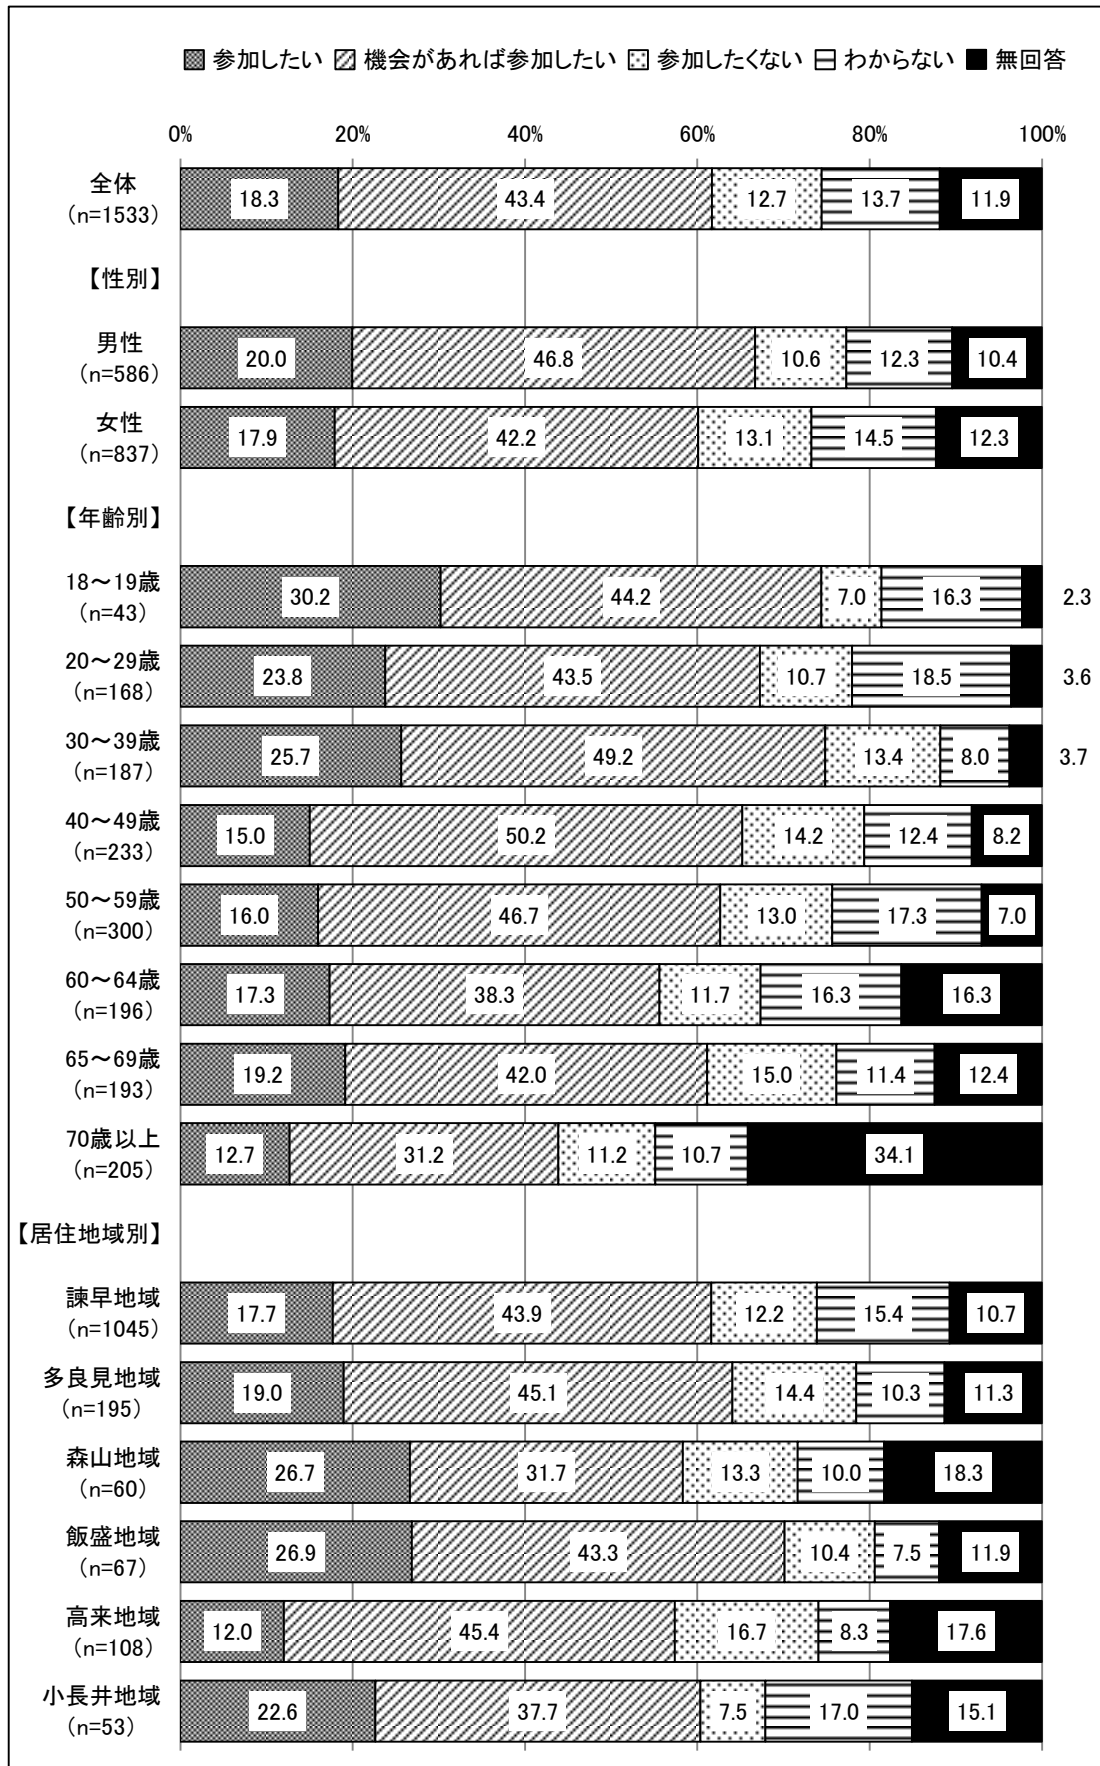 参加したい 機会があれば参加したい 参加したくない わからない 無回答
0% 20% 40% 60% 80% 100%
全体
（n=1533）
18.3 43.4 12.7 13.7 11.9
【性別】
男性
（n=586）
20.0 46.8 10.6 12.3 10.4
女性
（n=837）
17.9 42.2 13.1 14.5 12.3
【年齢別】
18～19歳
（n=43）
30.2 44.2 7.0 16.3 2.3
20～29歳
（n=168）
23.8 43.5 10.7 18.5 3.6
30～39歳
（n=187）
25.7 49.2 13.4 8.0 3.7
40～49歳
（n=233）
15.0 50.2 14.2 12.4 8.2
50～59歳
（n=300）
16.0 46.7 13.0 17.3 7.0
60～64歳
（n=196）
17.3 38.3 11.7 16.3 16.3
65～69歳
（n=193）
19.2 42.0 15.0 11.4 12.4
70歳以上
（n=205）
12.7 31.2 11.2 10.7 34.1
【居住地域別】
諫早地域
（n=1045）
17.7 43.9 12.2 15.4 10.7
多良見地域
（n=195）
19.0 45.1 14.4 10.3 11.3
森山地域
（n=60）
26.7 31.7 13.3 10.0 18.3
飯盛地域
（n=67）
26.9 43.3 10.4 7.5 11.9
高来地域
（n=108）
12.0 45.4 16.7 8.3 17.6
小長井地域
（n=53）
22.6 37.7 7.5 17.0 15.1